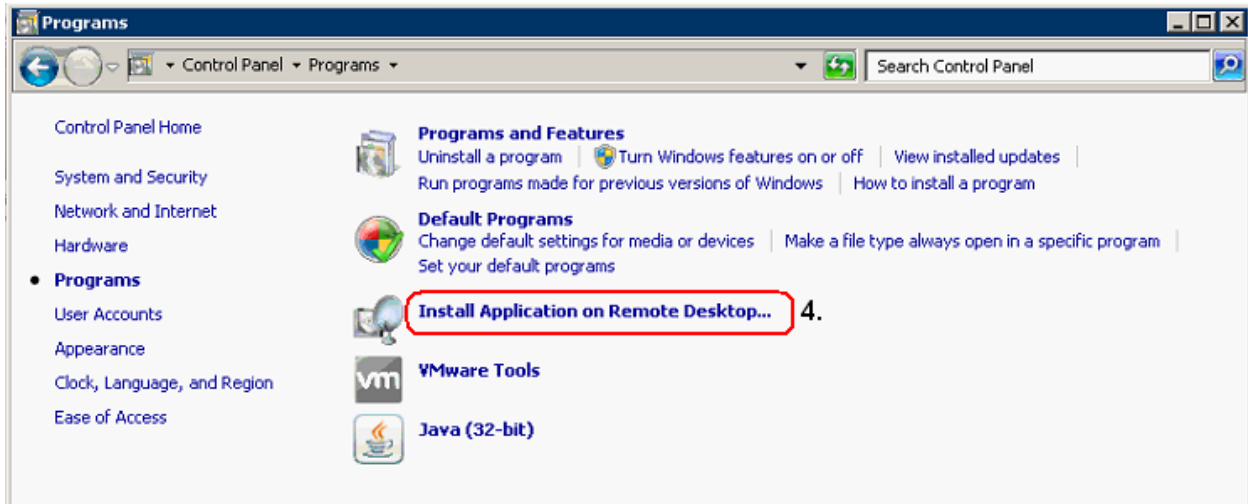 Programs
Control Panel Programs
Search Control Panel
Control Panel Home
System and Security
Network and Internet
Hardware
Programs
User Accounts
Appearance
Clock, Language, and Region
Ease of Access
Programs and Features
Uninstall a program Turn Windows features on or off View installed updates
Run programs made for previous versions of Windows How to install a program
Default Programs
Change default settings for media or devices Make a file type always open in a specific program
Set your default programs
Install Application on Remote Desktop... 4.
vm VMware Tools
Java (32-bit)